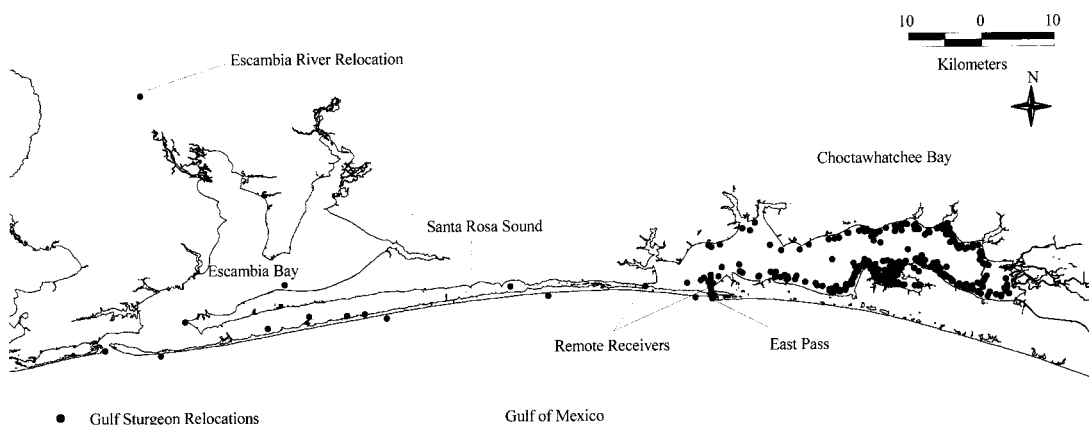 10 0 10
Kilometers
N
Escambia River Relocation
Choctawhatchee Bay
Santa Rosa Sound
Escambia Bay
Remote Receivers
East Pass
Gulf Sturgeon Relocations
Gulf of Mexico